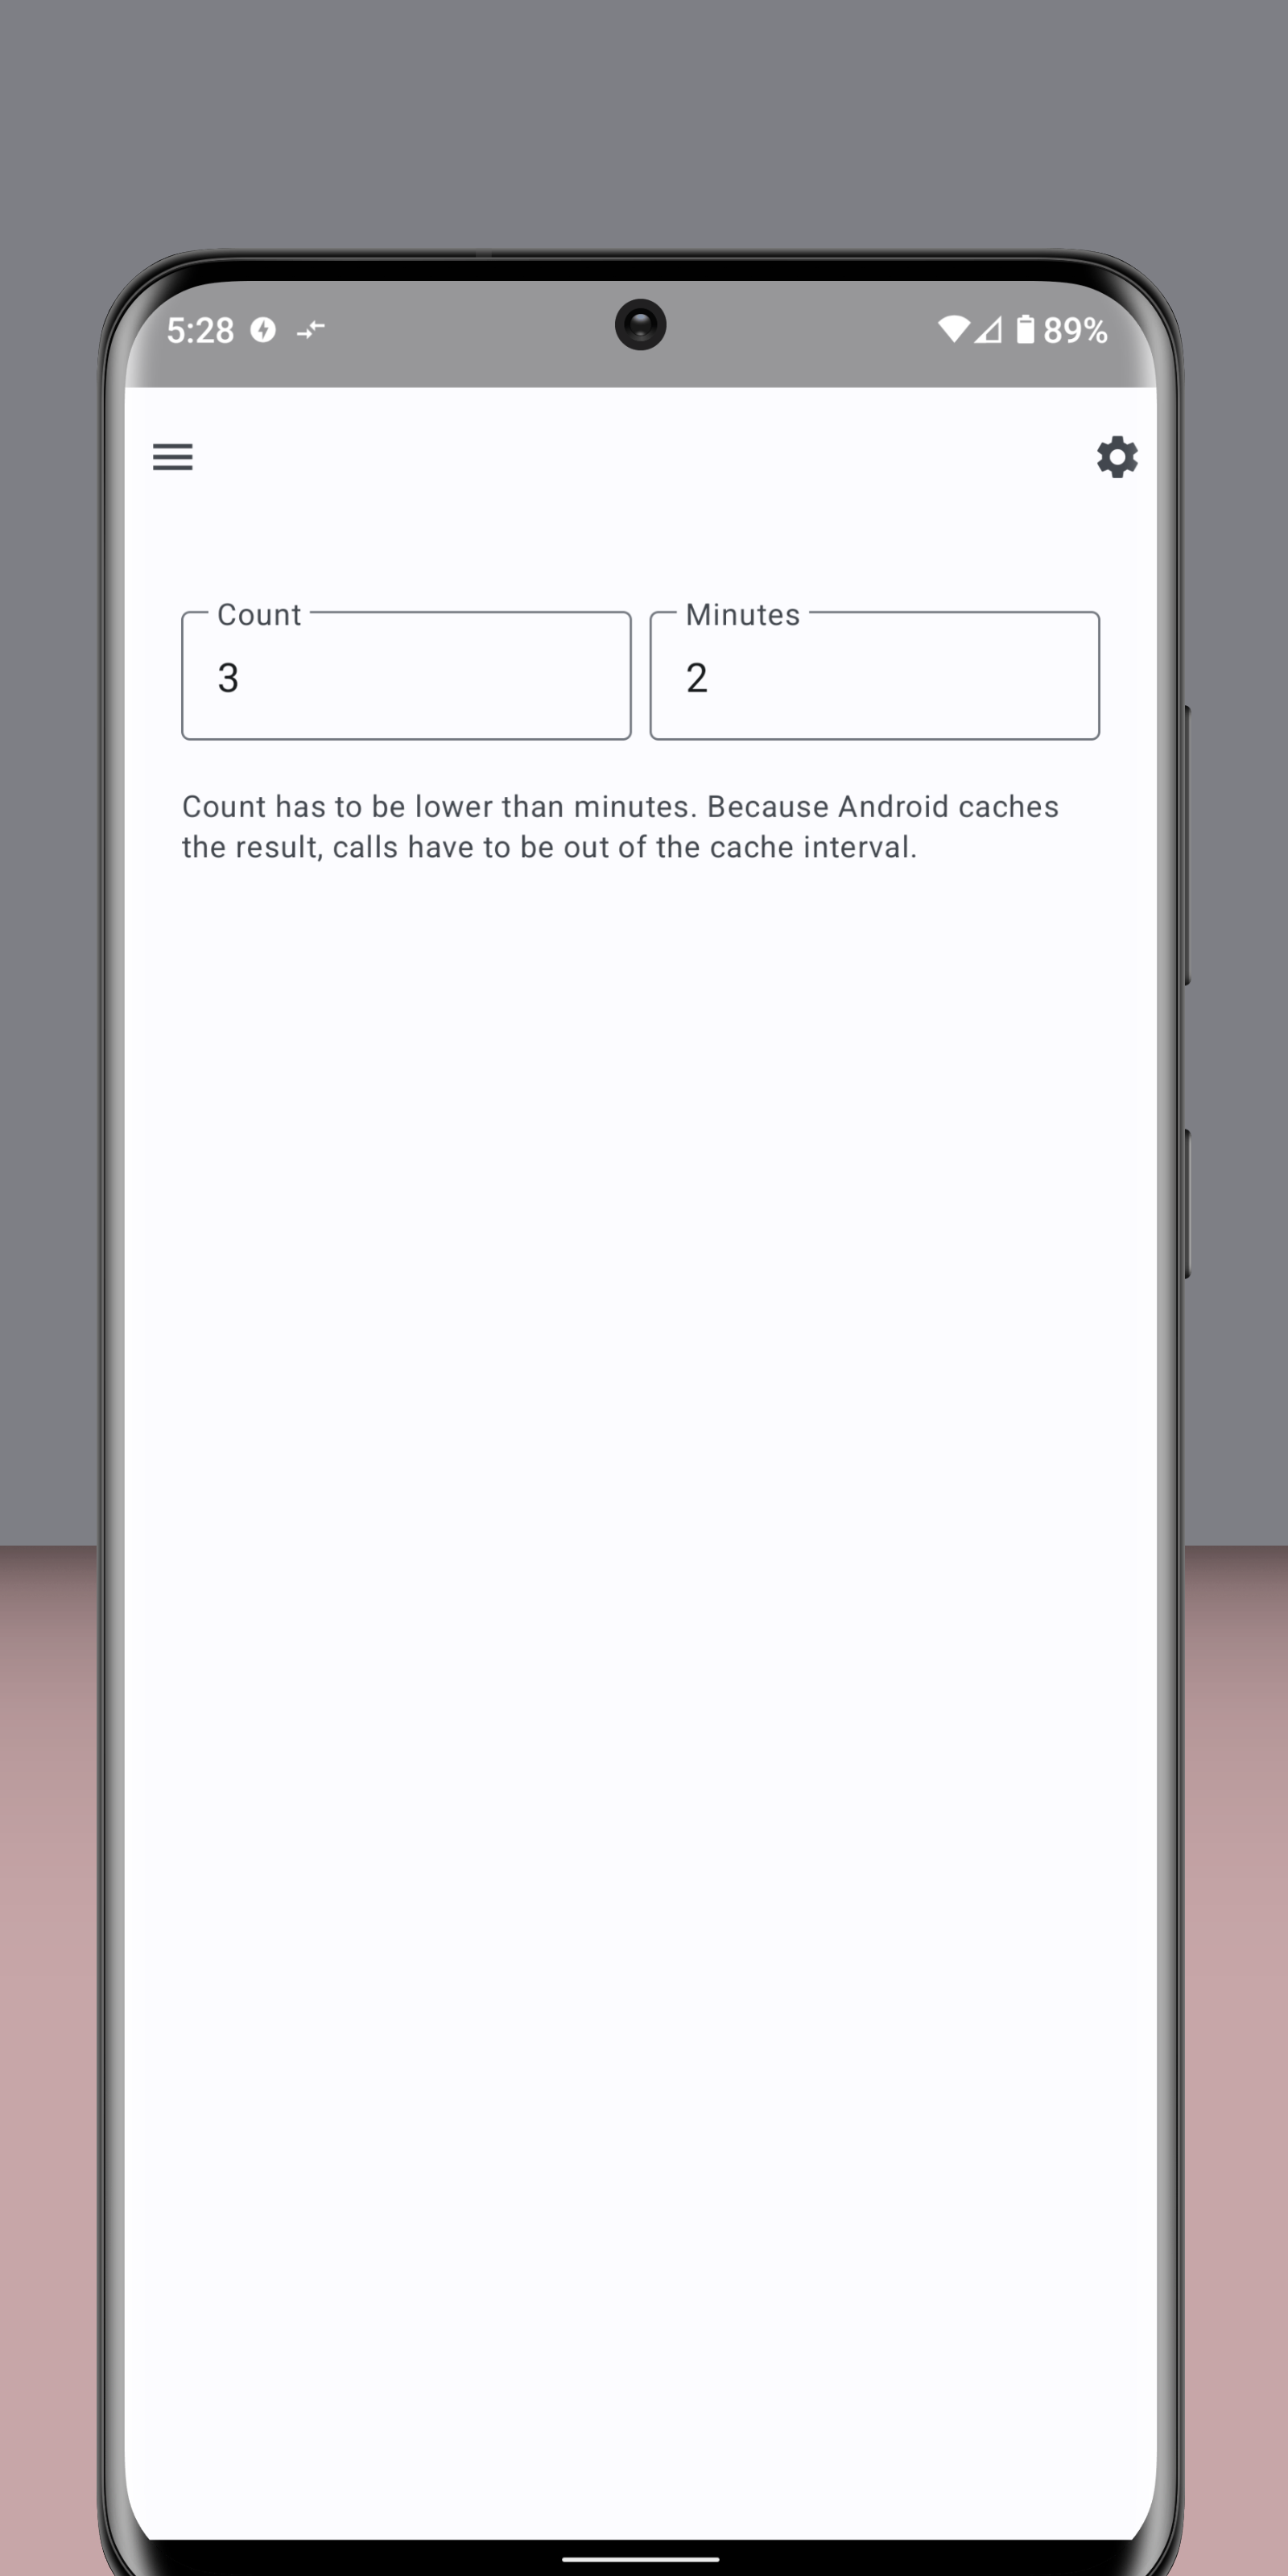 5:28
89%
Count
Minutes
3
2
Count has to be lower than minutes. Because Android caches
the result, calls have to be out of the cache interval.